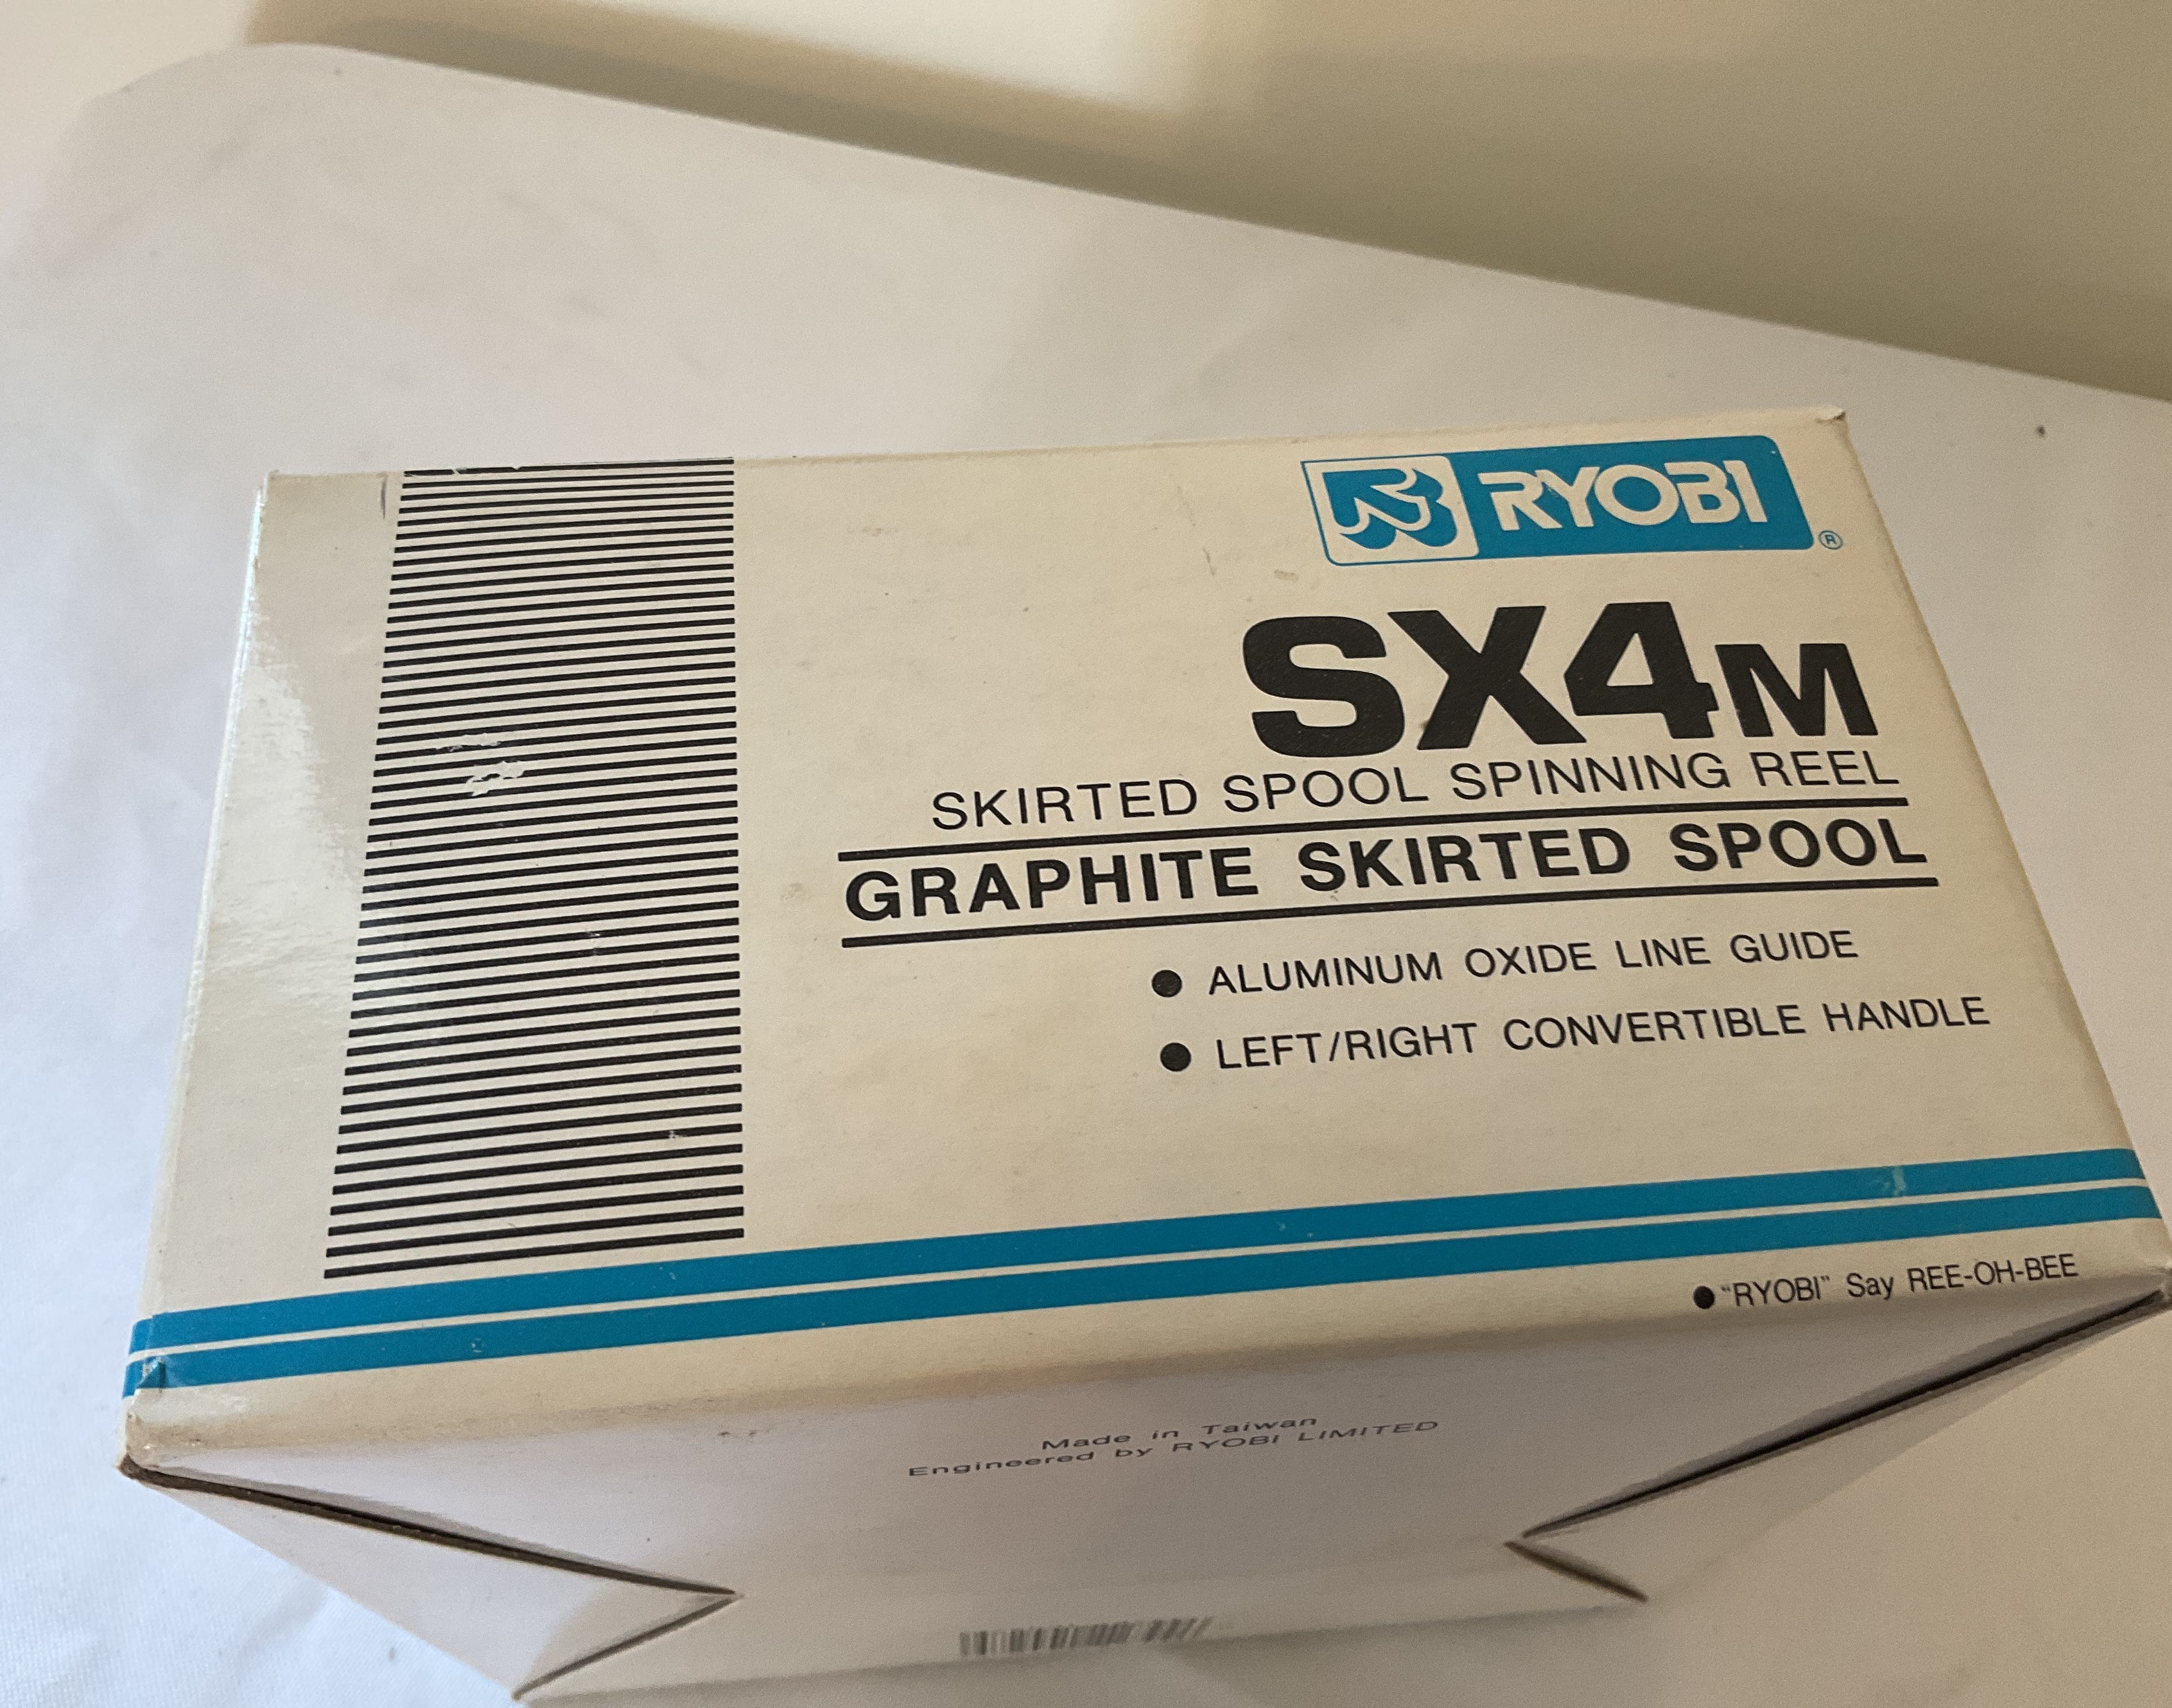 RYOBI ®
SX4M
SKIRTED SPOOL SPINNING REEL
GRAPHITE SKIRTED SPOOL
● ALUMINUM OXIDE LINE GUIDE
● LEFT/RIGHT CONVERTIBLE HANDLE
● "RYOBI" Say REE-OH-BEE
Made in Taiwan
Engineered by RYOBI LIMITED